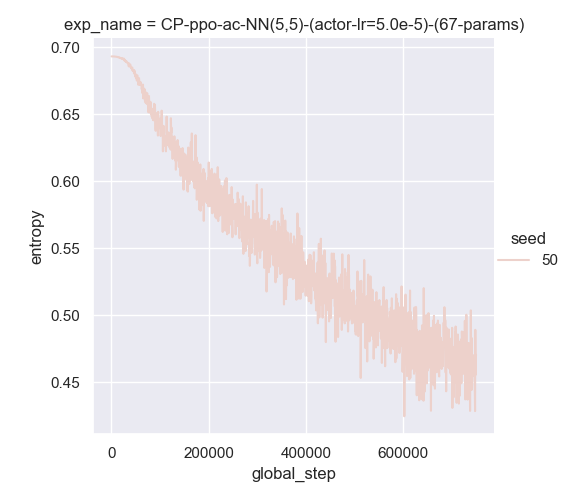 exp_name = CP-ppo-ac-NN(5,5)-(actor-lr=5.0e-5)-(67-params)
0.70
0.65
0.60
0.55
0.50
0.45
entropy
0 200000 400000 600000
global_step
seed
50